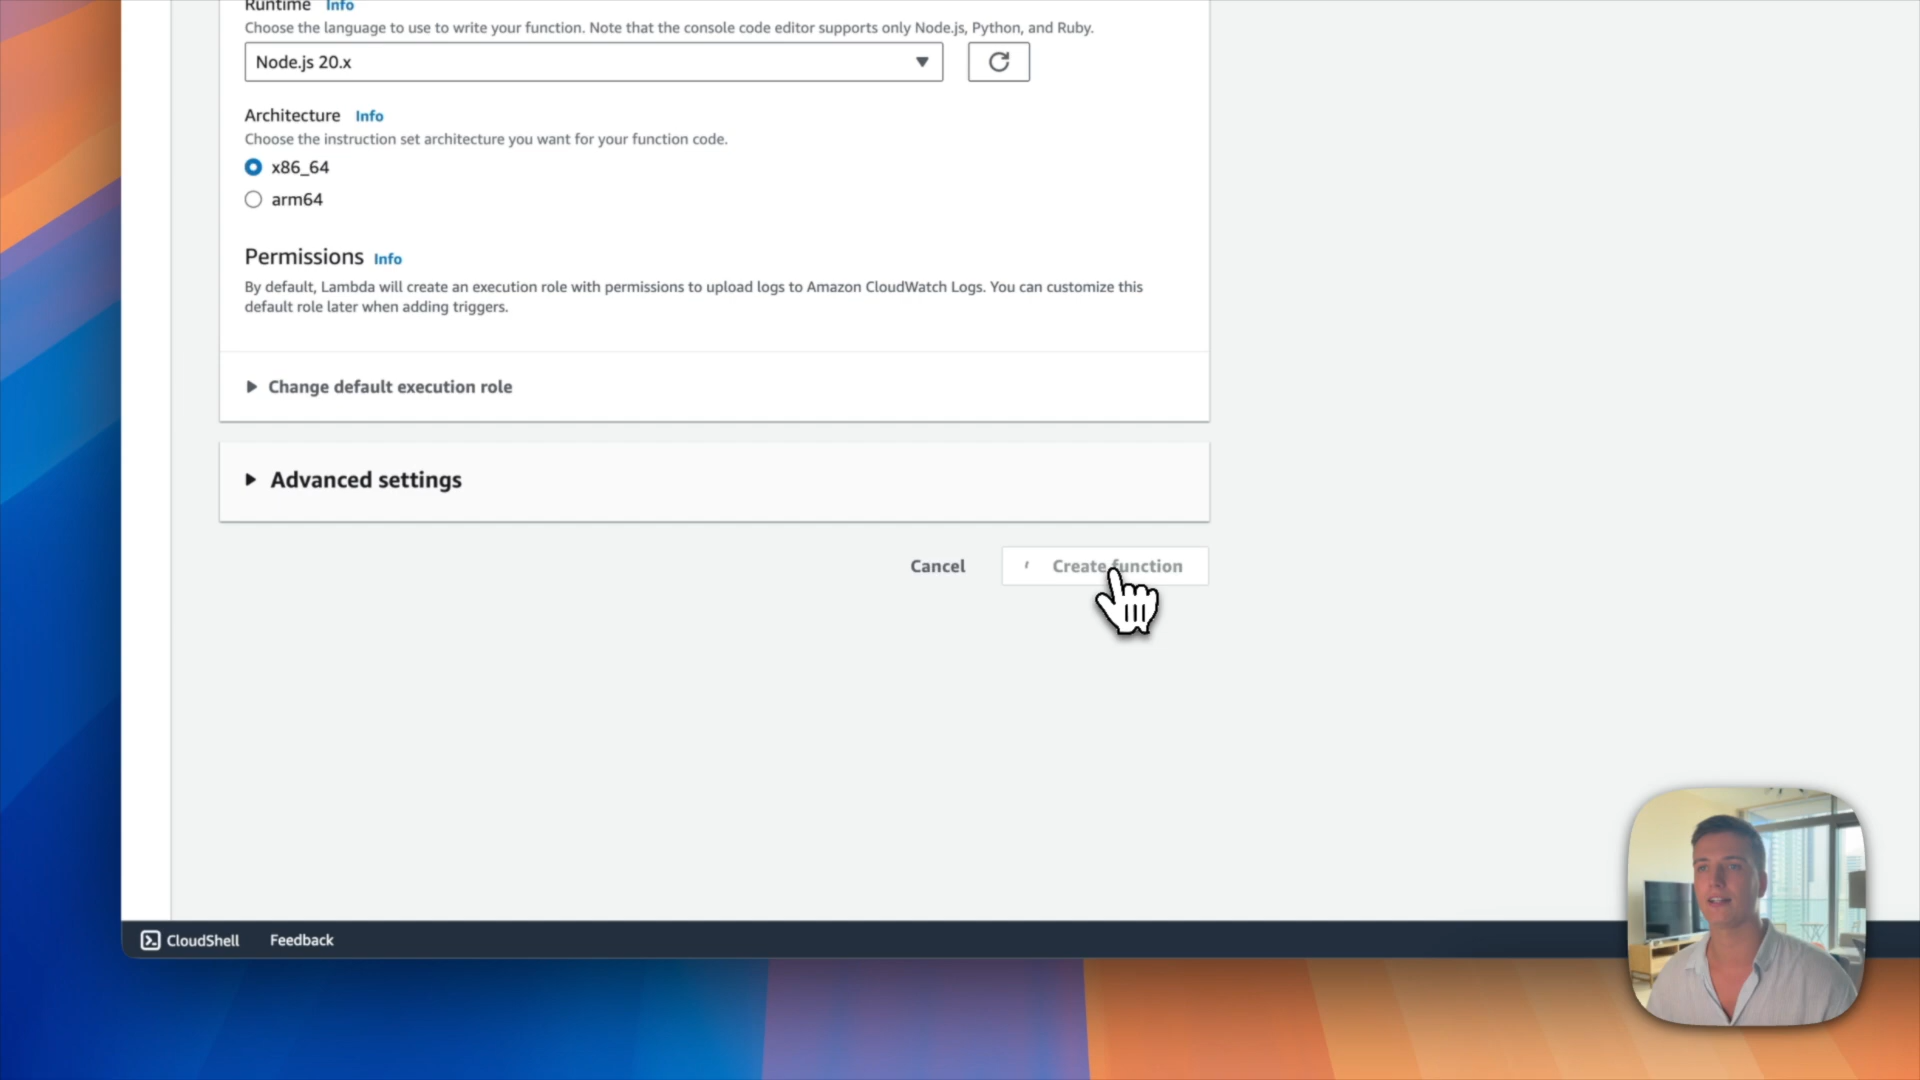 Runtime Info
Choose the language to use to write your function. Note that the console code editor supports only Node.js, Python, and Ruby.
Node.js 20.x
Architecture Info
Choose the instruction set architecture you want for your function code.
x86_64
arm64
Permissions Info
By default, Lambda will create an execution role with permissions to upload logs to Amazon CloudWatch Logs. You can customize this
default role later when adding triggers.
Change default execution role
Advanced settings
Cancel Create function
CloudShell Feedback